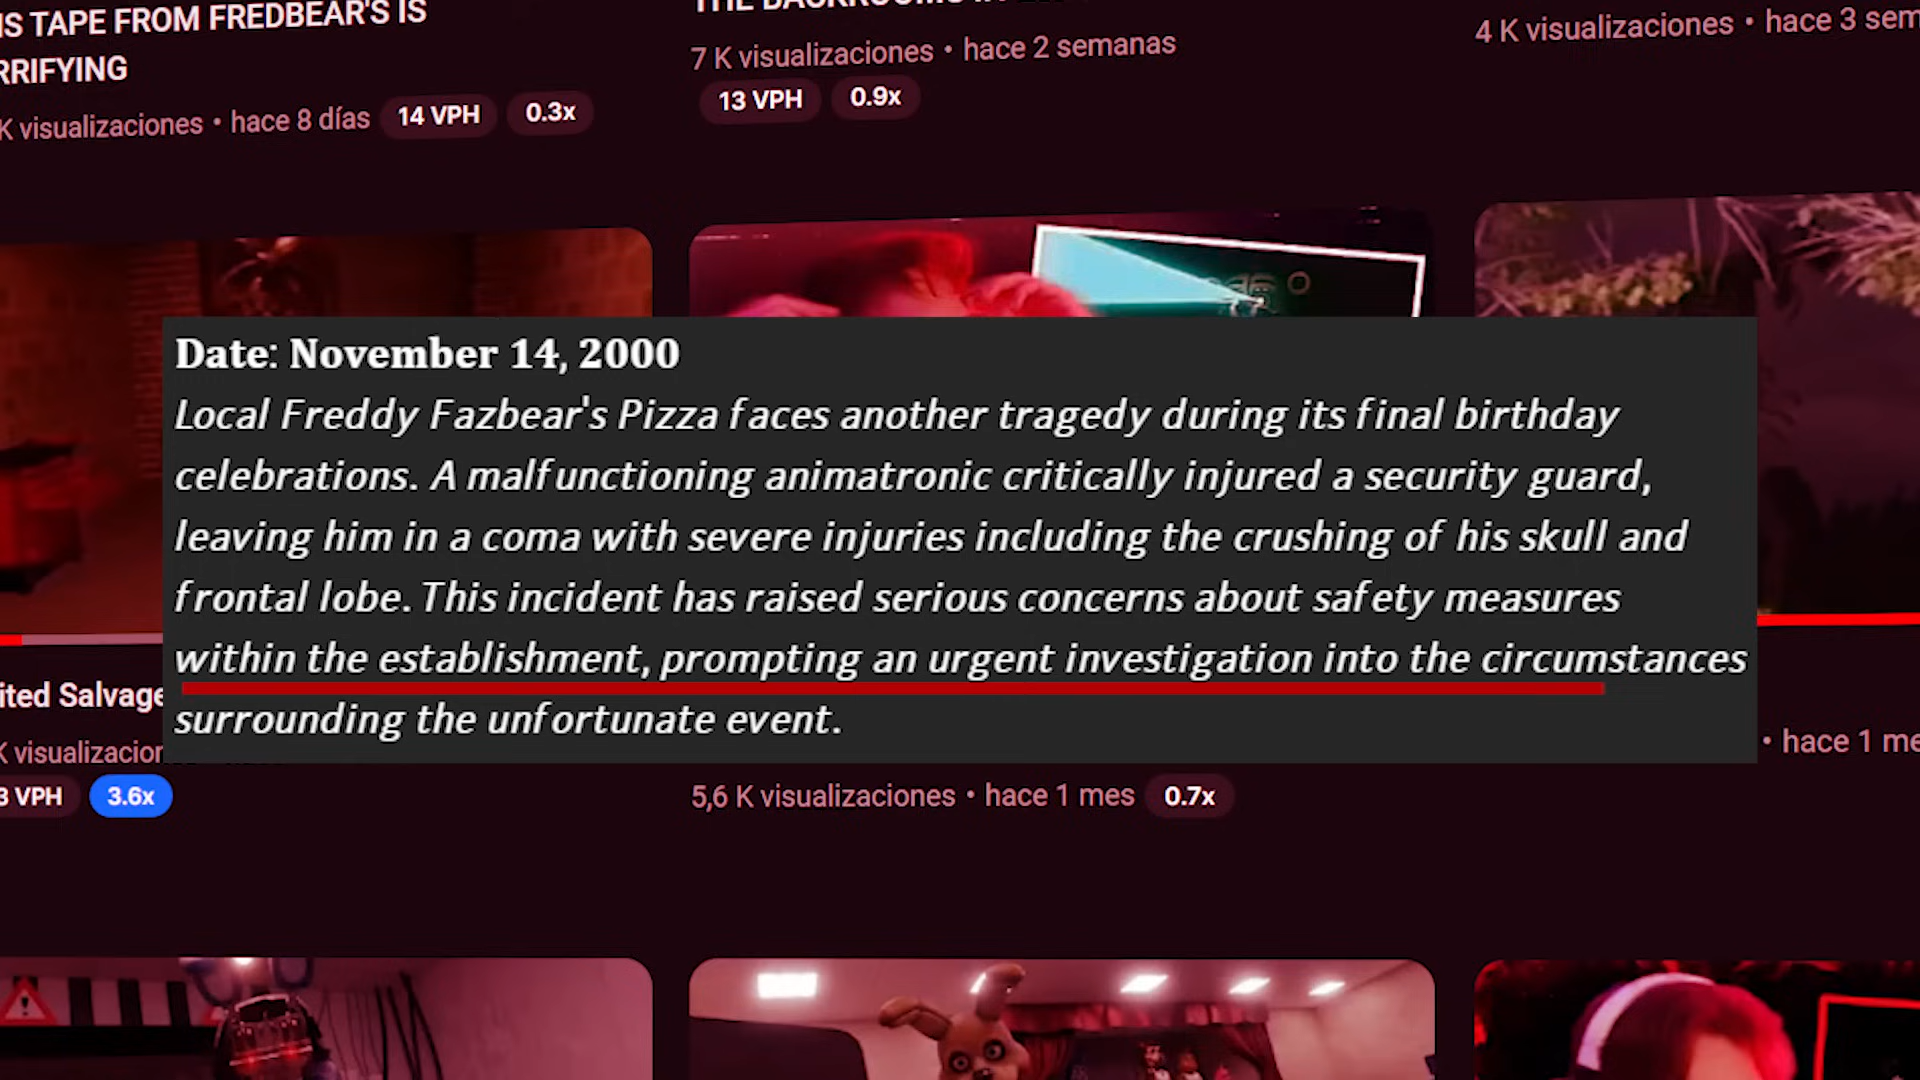 IS TAPE FROM FREDBEAR'S IS
RRIFYING
K visualizaciones • hace 8 días 14 VPH 0.3x
7 K visualizaciones • hace 2 semanas
13 VPH 0.9x
4 K visualizaciones • hace 3 sem
Date: November 14, 2000
Local Freddy Fazbear's Pizza faces another tragedy during its final birthday
celebrations. A malfunctioning animatronic critically injured a security guard,
leaving him in a coma with severe injuries including the crushing of his skull and
frontal lobe. This incident has raised serious concerns about safety measures
within the establishment, prompting an urgent investigation into the circumstances
surrounding the unfortunate event.
ited Salvage
K visualizacion
3 VPH 3.6x
5,6 K visualizaciones • hace 1 mes 0.7x
• hace 1 me